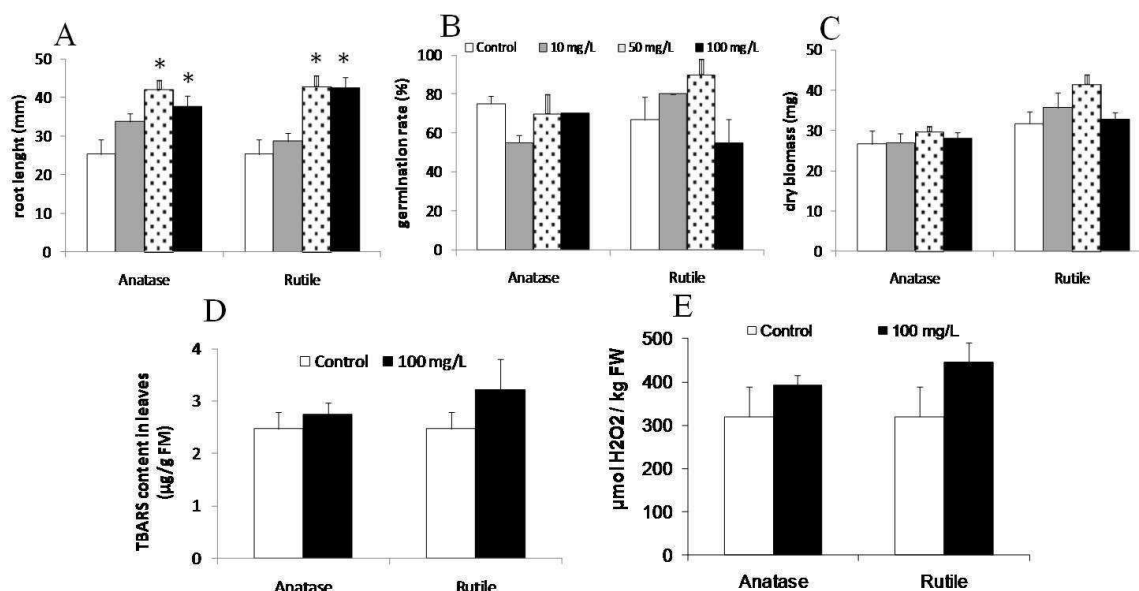 A
root lenght (mm)
50
40
30
20
10
0
* *
* *
Anatase Rutile
B
Control 10 mg/L 50 mg/L 100 mg/L
germination rate (%)
100
80
60
40
20
0
Anatase Rutile
C
dry biomass (mg)
50
40
30
20
10
0
Anatase Rutile
D
Control 100 mg/L
TBARS content in leaves
(µg/g FM)
4
3
2
1
0
Anatase Rutile
E
Control 100 mg/L
µmol H2O2 / kg FW
500
400
300
200
100
0
Anatase Rutile